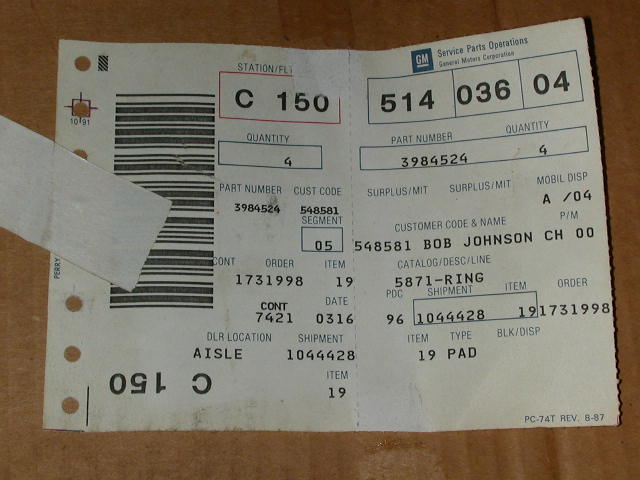 STATION/FLT
C 150
10 91
QUANTITY
4
PART NUMBER CUST CODE
3984524 548581
SEGMENT
05
CONT ORDER ITEM
1731998 19
CONT DATE
7421 0316
DLR LOCATION SHIPMENT
AISLE 1044428
ITEM
19
C 150
PERRY
GM Service Parts Operations
General Motors Corporation
514 036 04
PART NUMBER QUANTITY
3984524 4
SURPLUS/MIT SURPLUS/MIT MOBIL DISP
A /04
CUSTOMER CODE & NAME P/M
548581 BOB JOHNSON CH 00
CATALOG/DESC/LINE
5871-RING
PDC SHIPMENT ITEM ORDER
96 1044428 19 1731998
ITEM TYPE BLK/DISP
19 PAD
PC-74T REV. 8-87